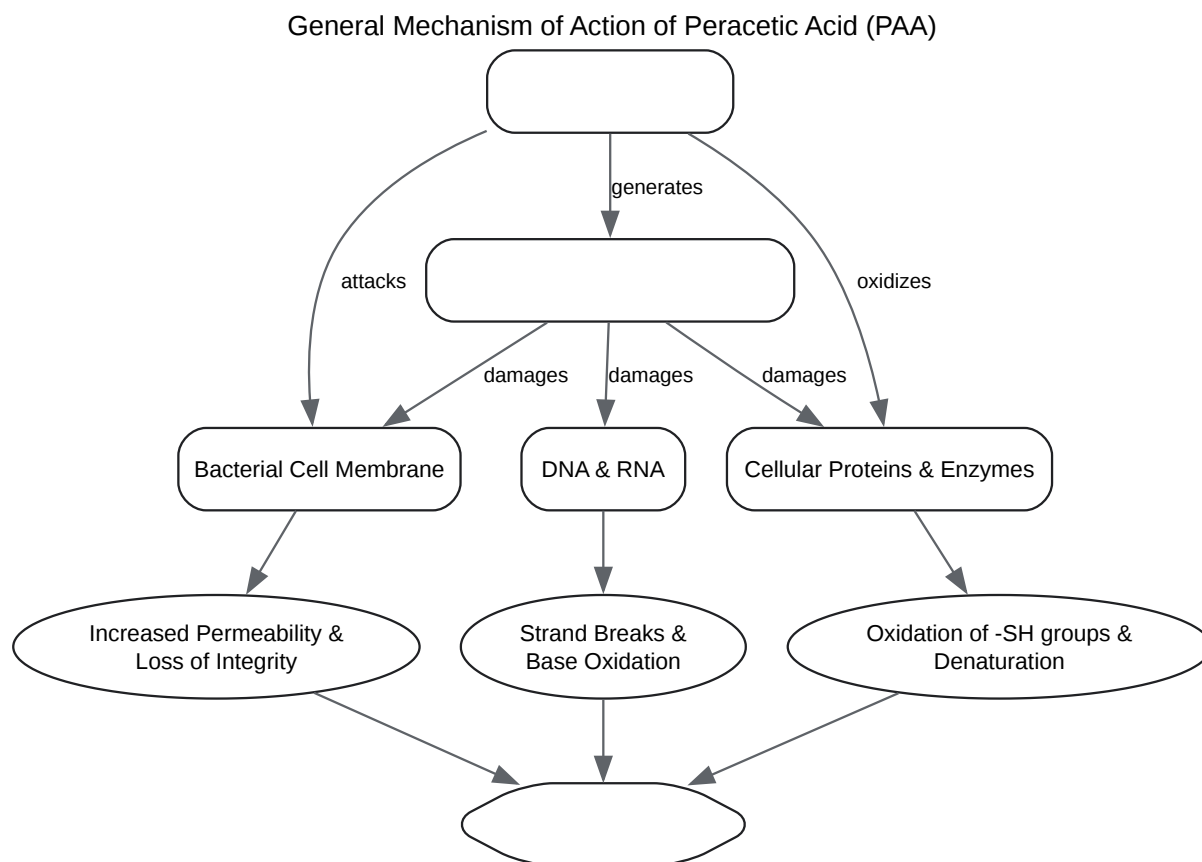 General Mechanism of Action of Peracetic Acid (PAA)
generates
attacks
oxidizes
damages
damages
damages
Bacterial Cell Membrane
DNA & RNA
Cellular Proteins & Enzymes
Increased Permeability &
Loss of Integrity
Strand Breaks &
Base Oxidation
Oxidation of -SH groups &
Denaturation